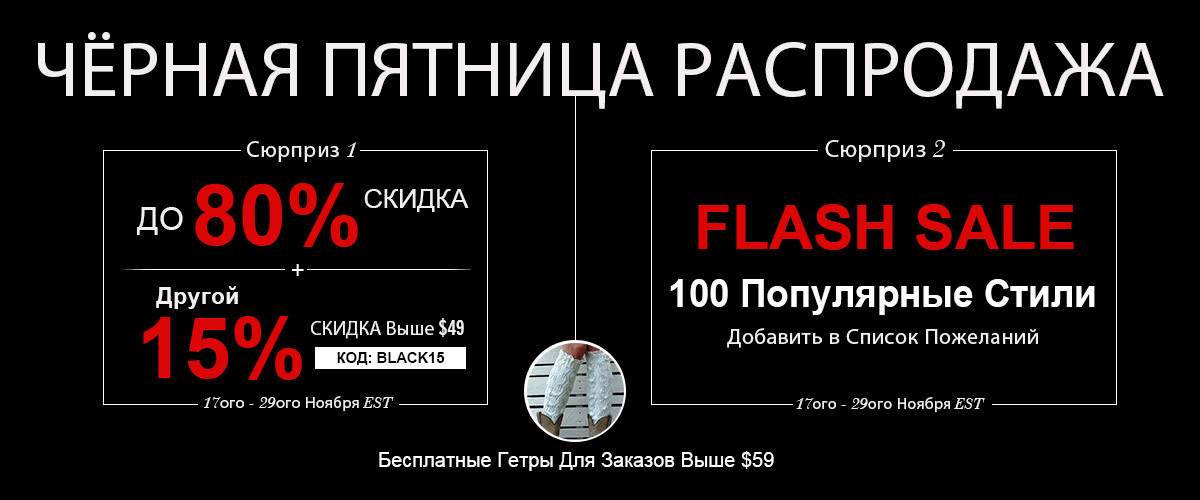 ЧЁРНАЯ ПЯТНИЦА РАСПРОДАЖА
Сюрприз 1
ДО 80% СКИДКА
+
Другой
15% СКИДКА Выше $49
КОД: BLACK15
17ого - 29ого Ноября EST
Сюрприз 2
FLASH SALE
100 Популярные Стили
Добавить в Список Пожеланий
17ого - 29ого Ноября EST
Бесплатные Гетры Для Заказов Выше $59